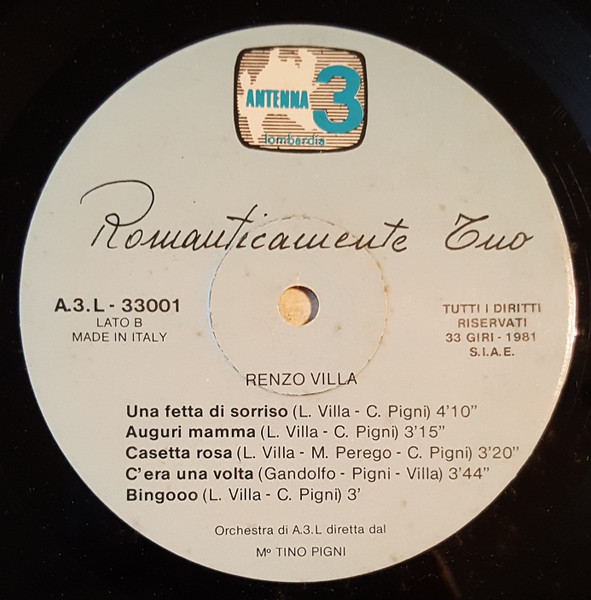 ANTENNA 3
lombardia
Romanticamente Tuo
A.3.L - 33001
LATO B
MADE IN ITALY
TUTTI I DIRITTI
RISERVATI
33 GIRI - 1981
S.I.A.E.
RENZO VILLA
Una fetta di sorriso (L. Villa - C. Pigni) 4'10"
Auguri mamma (L. Villa - C. Pigni) 3'15"
Casetta rosa (L. Villa - M. Perego - C. Pigni) 3'20"
C'era una volta (Gandolfo - Pigni - Villa) 3'44"
Bingooo (L. Villa - C. Pigni) 3'
Orchestra di A.3.L diretta dal
Mº TINO PIGNI